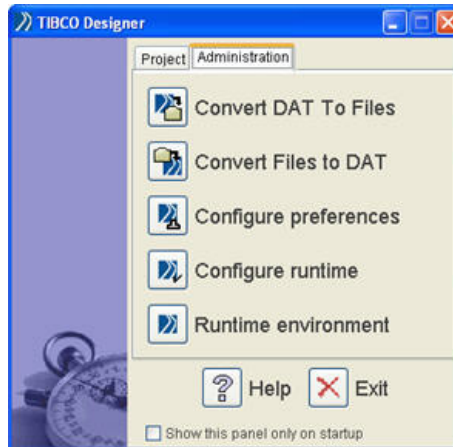 TIBCO Designer
Project Administration
Convert DAT To Files
Convert Files to DAT
Configure preferences
Configure runtime
Runtime environment
Help Exit
Show this panel only on startup